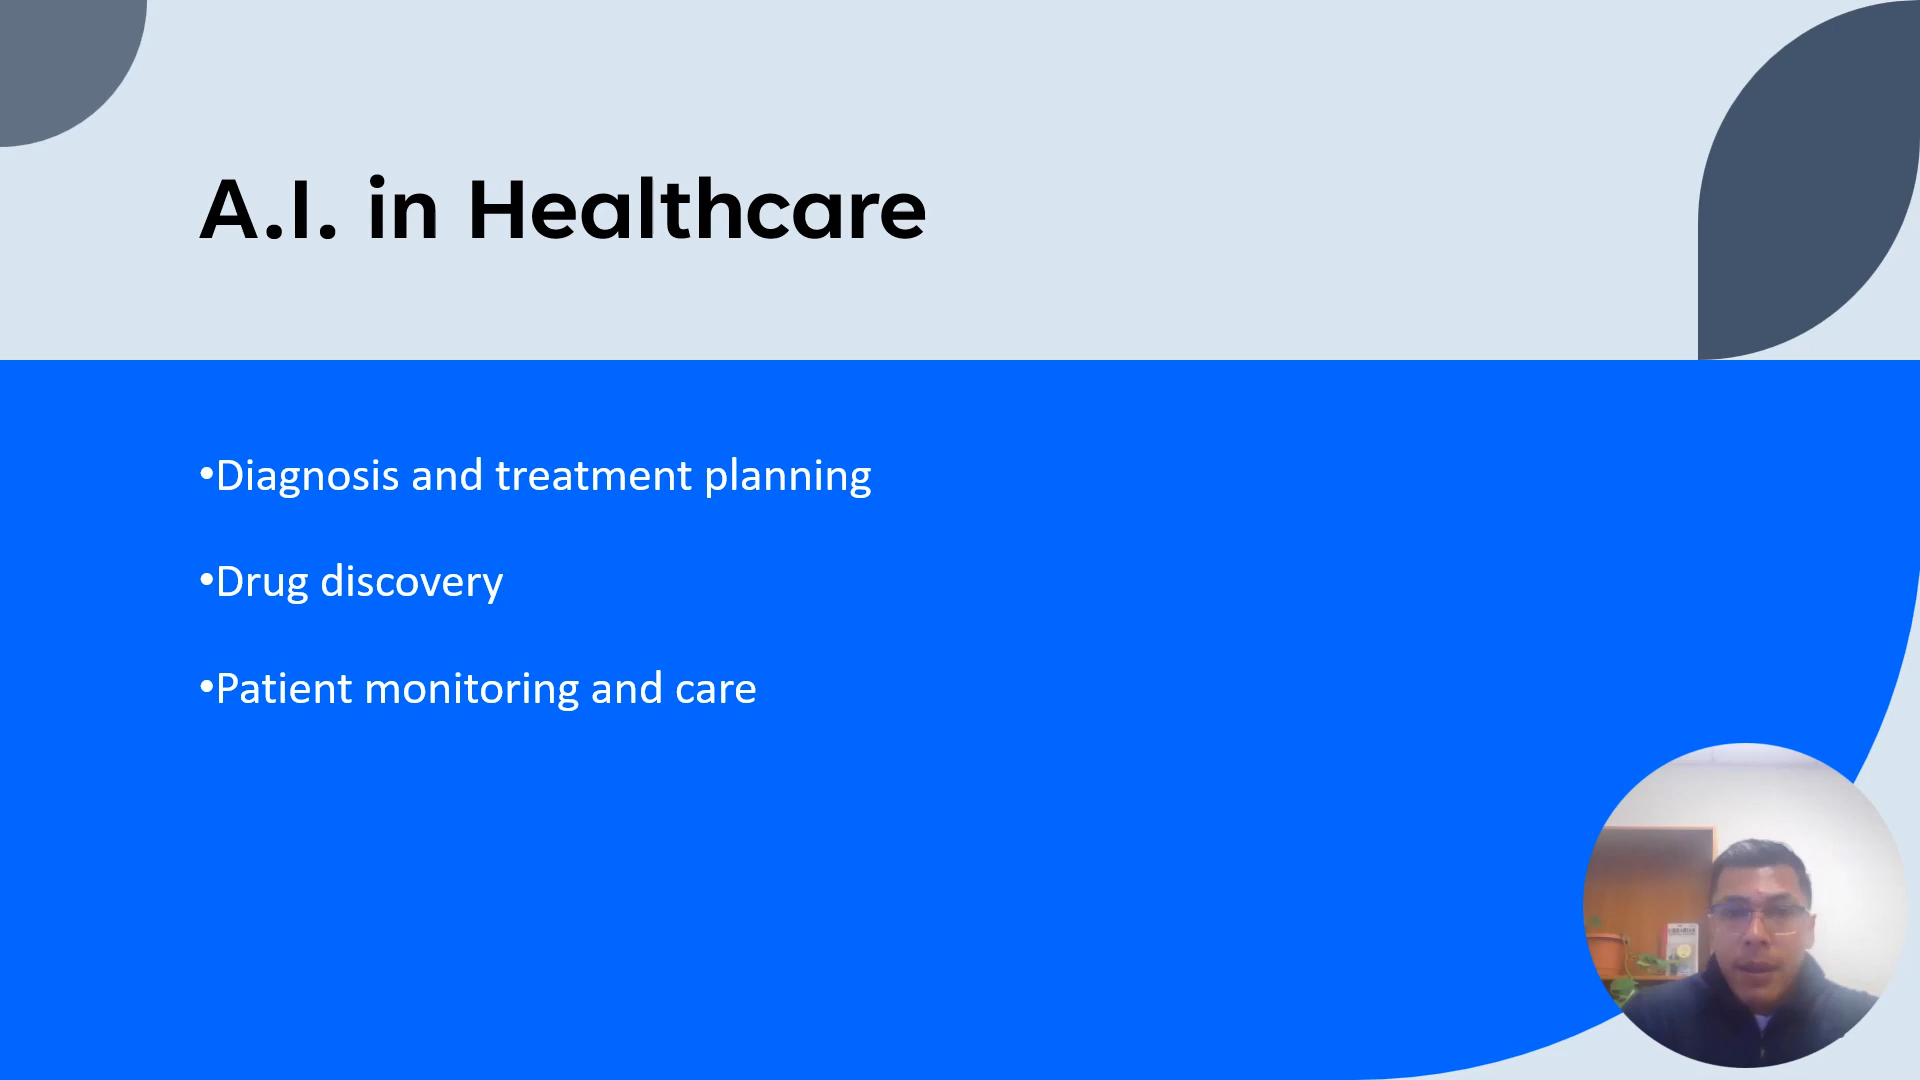 A.I. in Healthcare
•Diagnosis and treatment planning
•Drug discovery
•Patient monitoring and care